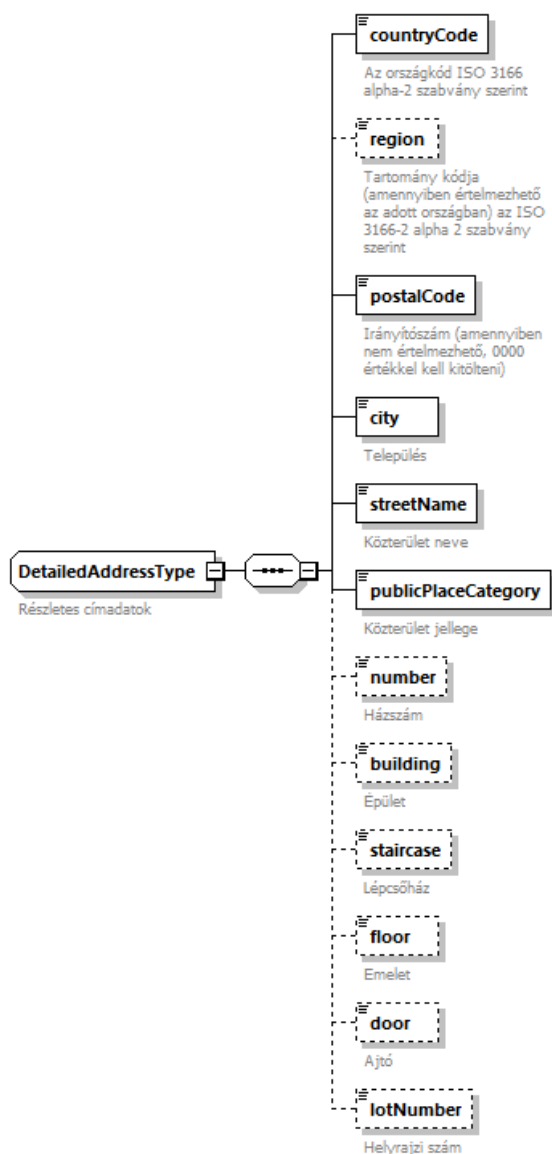 countryCode
Az országkód ISO 3166
alpha-2 szabvány szerint
region
Tartomány kódja
(amennyiben értelmezhető
az adott országban) az ISO
3166-2 alpha 2 szabvány
szerint
postalCode
Irányítószám (amennyiben
nem értelmezhető, 0000
értékkel kell kitölteni)
city
Település
streetName
Közterület neve
DetailedAddressType
Részletes címadatok
publicPlaceCategory
Közterület jellege
number
Házszám
building
Épület
staircase
Lépcsőház
floor
Emelet
door
Ajtó
lotNumber
Helyrajzi szám